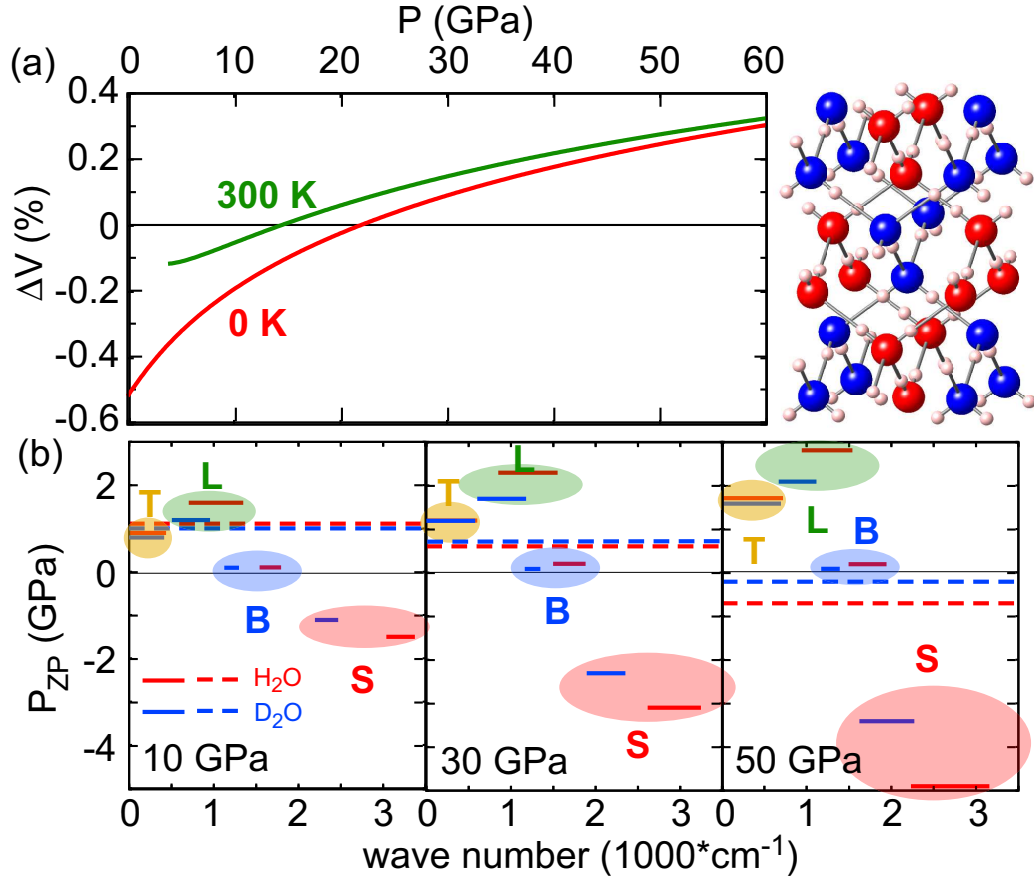 P (GPa)
(a)
0 10 20 30 40 50 60
0.4
0.2
0
-0.2
-0.4
-0.6
ΔV (%)
300 K
0 K
(b)
2
0
-2
-4
P_ZP (GPa)
T
L
B
S
H₂O
D₂O
10 GPa
T
L
B
S
30 GPa
T
L
B
S
50 GPa
0 1 2 3 0 1 2 3 0 1 2 3
wave number (1000*cm⁻¹)